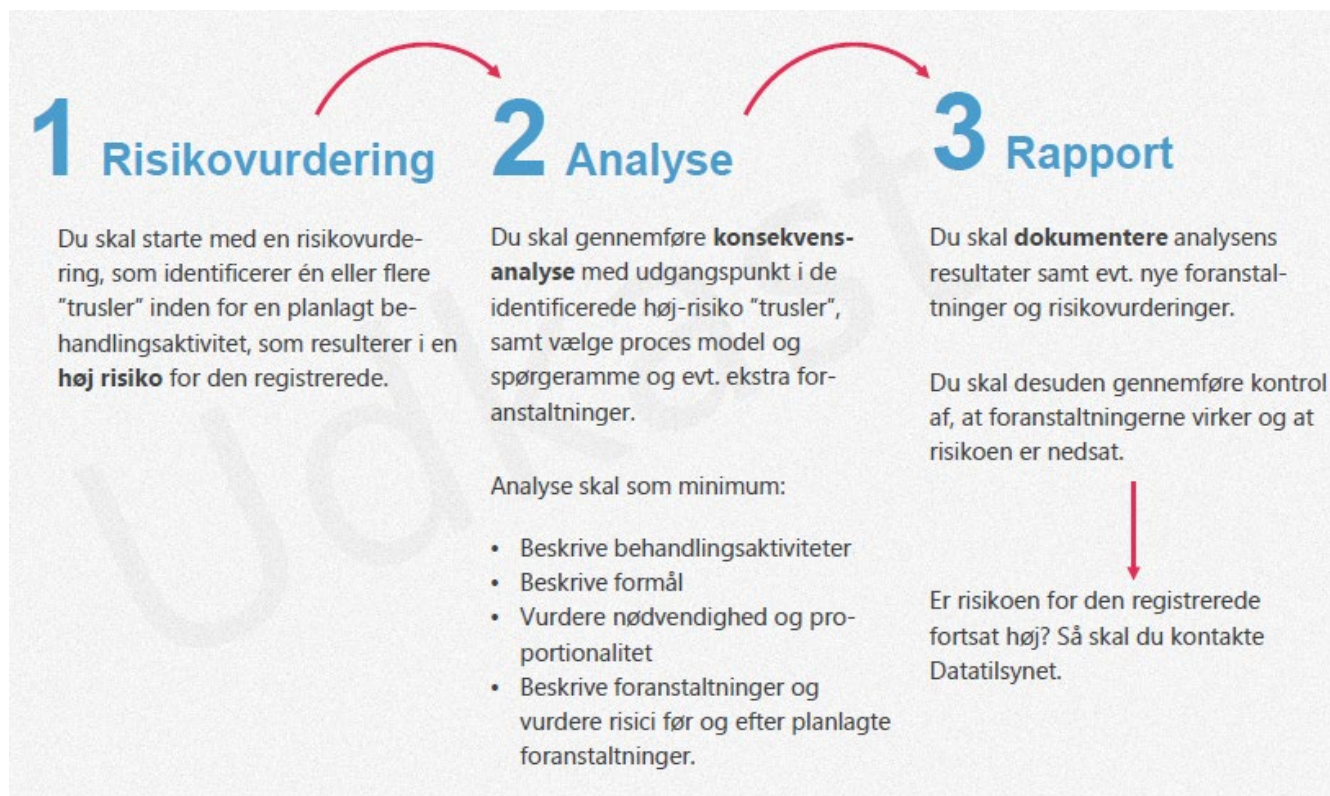 1 Risikovurdering
Du skal starte med en risikovurde-
ring, som identificerer én eller flere
"trusler" inden for en planlagt be-
handlingsaktivitet, som resulterer i en
høj risiko for den registrerede.
2 Analyse
Du skal gennemføre konsekvens-
analyse med udgangspunkt i de
identificerede høj-risiko "trusler",
samt vælge proces model og
spørgeramme og evt. ekstra for-
anstaltninger.
Analyse skal som minimum:
• Beskrive behandlingsaktiviteter
• Beskrive formål
• Vurdere nødvendighed og pro-
portionalitet
• Beskrive foranstaltninger og
vurdere risici før og efter planlagte
foranstaltninger.
3 Rapport
Du skal dokumentere analysens
resultater samt evt. nye foranstal-
tninger og risikovurderinger.
Du skal desuden gennemføre kontrol
af, at foranstaltningerne virker og at
risikoen er nedsat.
Er risikoen for den registrerede
fortsat høj? Så skal du kontakte
Datatilsynet.
Udkast